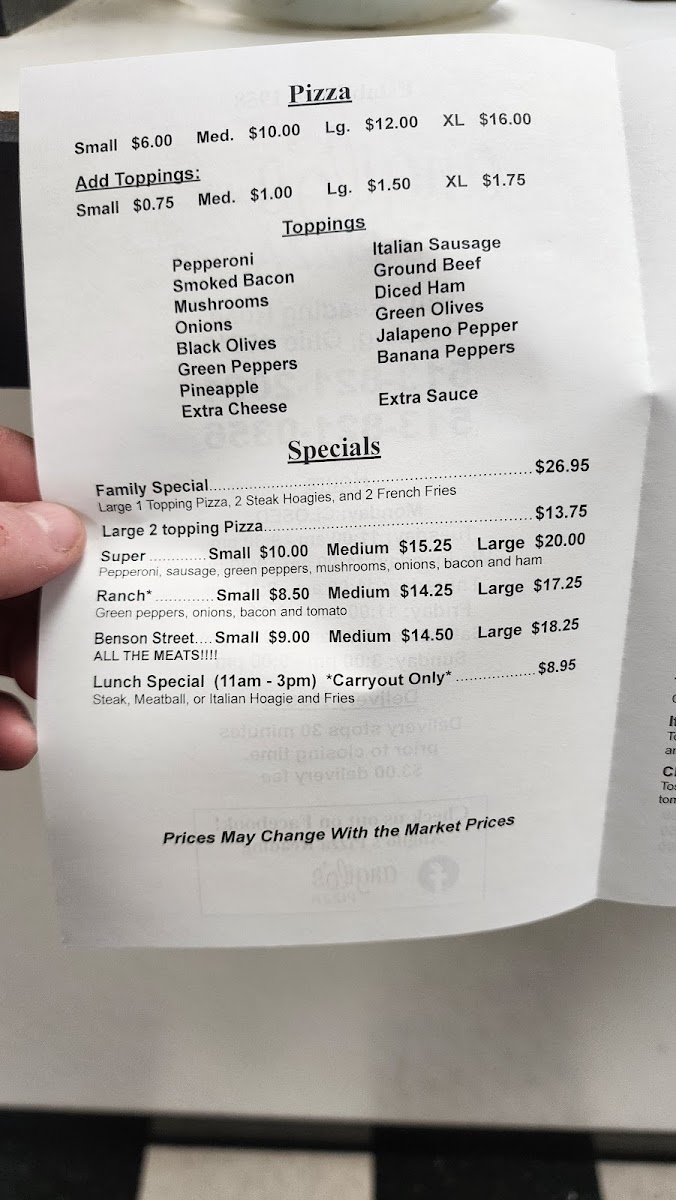 Pizza
Small $6.00 Med. $10.00 Lg. $12.00 XL $16.00
Add Toppings:
Small $0.75 Med. $1.00 Lg. $1.50 XL $1.75
Toppings
Pepperoni Italian Sausage
Smoked Bacon Ground Beef
Mushrooms Diced Ham
Onions Green Olives
Black Olives Jalapeno Pepper
Green Peppers Banana Peppers
Pineapple
Extra Cheese Extra Sauce
Specials
Family Special.......................................................$26.95
Large 1 Topping Pizza, 2 Steak Hoagies, and 2 French Fries
Large 2 topping Pizza..............................................$13.75
Super.............Small $10.00 Medium $15.25 Large $20.00
Pepperoni, sausage, green peppers, mushrooms, onions, bacon and ham
Ranch*.............Small $8.50 Medium $14.25 Large $17.25
Green peppers, onions, bacon and tomato
Benson Street....Small $9.00 Medium $14.50 Large $18.25
ALL THE MEATS!!!!
Lunch Special (11am - 3pm) *Carryout Only*.................$8.95
Steak, Meatball, or Italian Hoagie and Fries
Prices May Change With the Market Prices